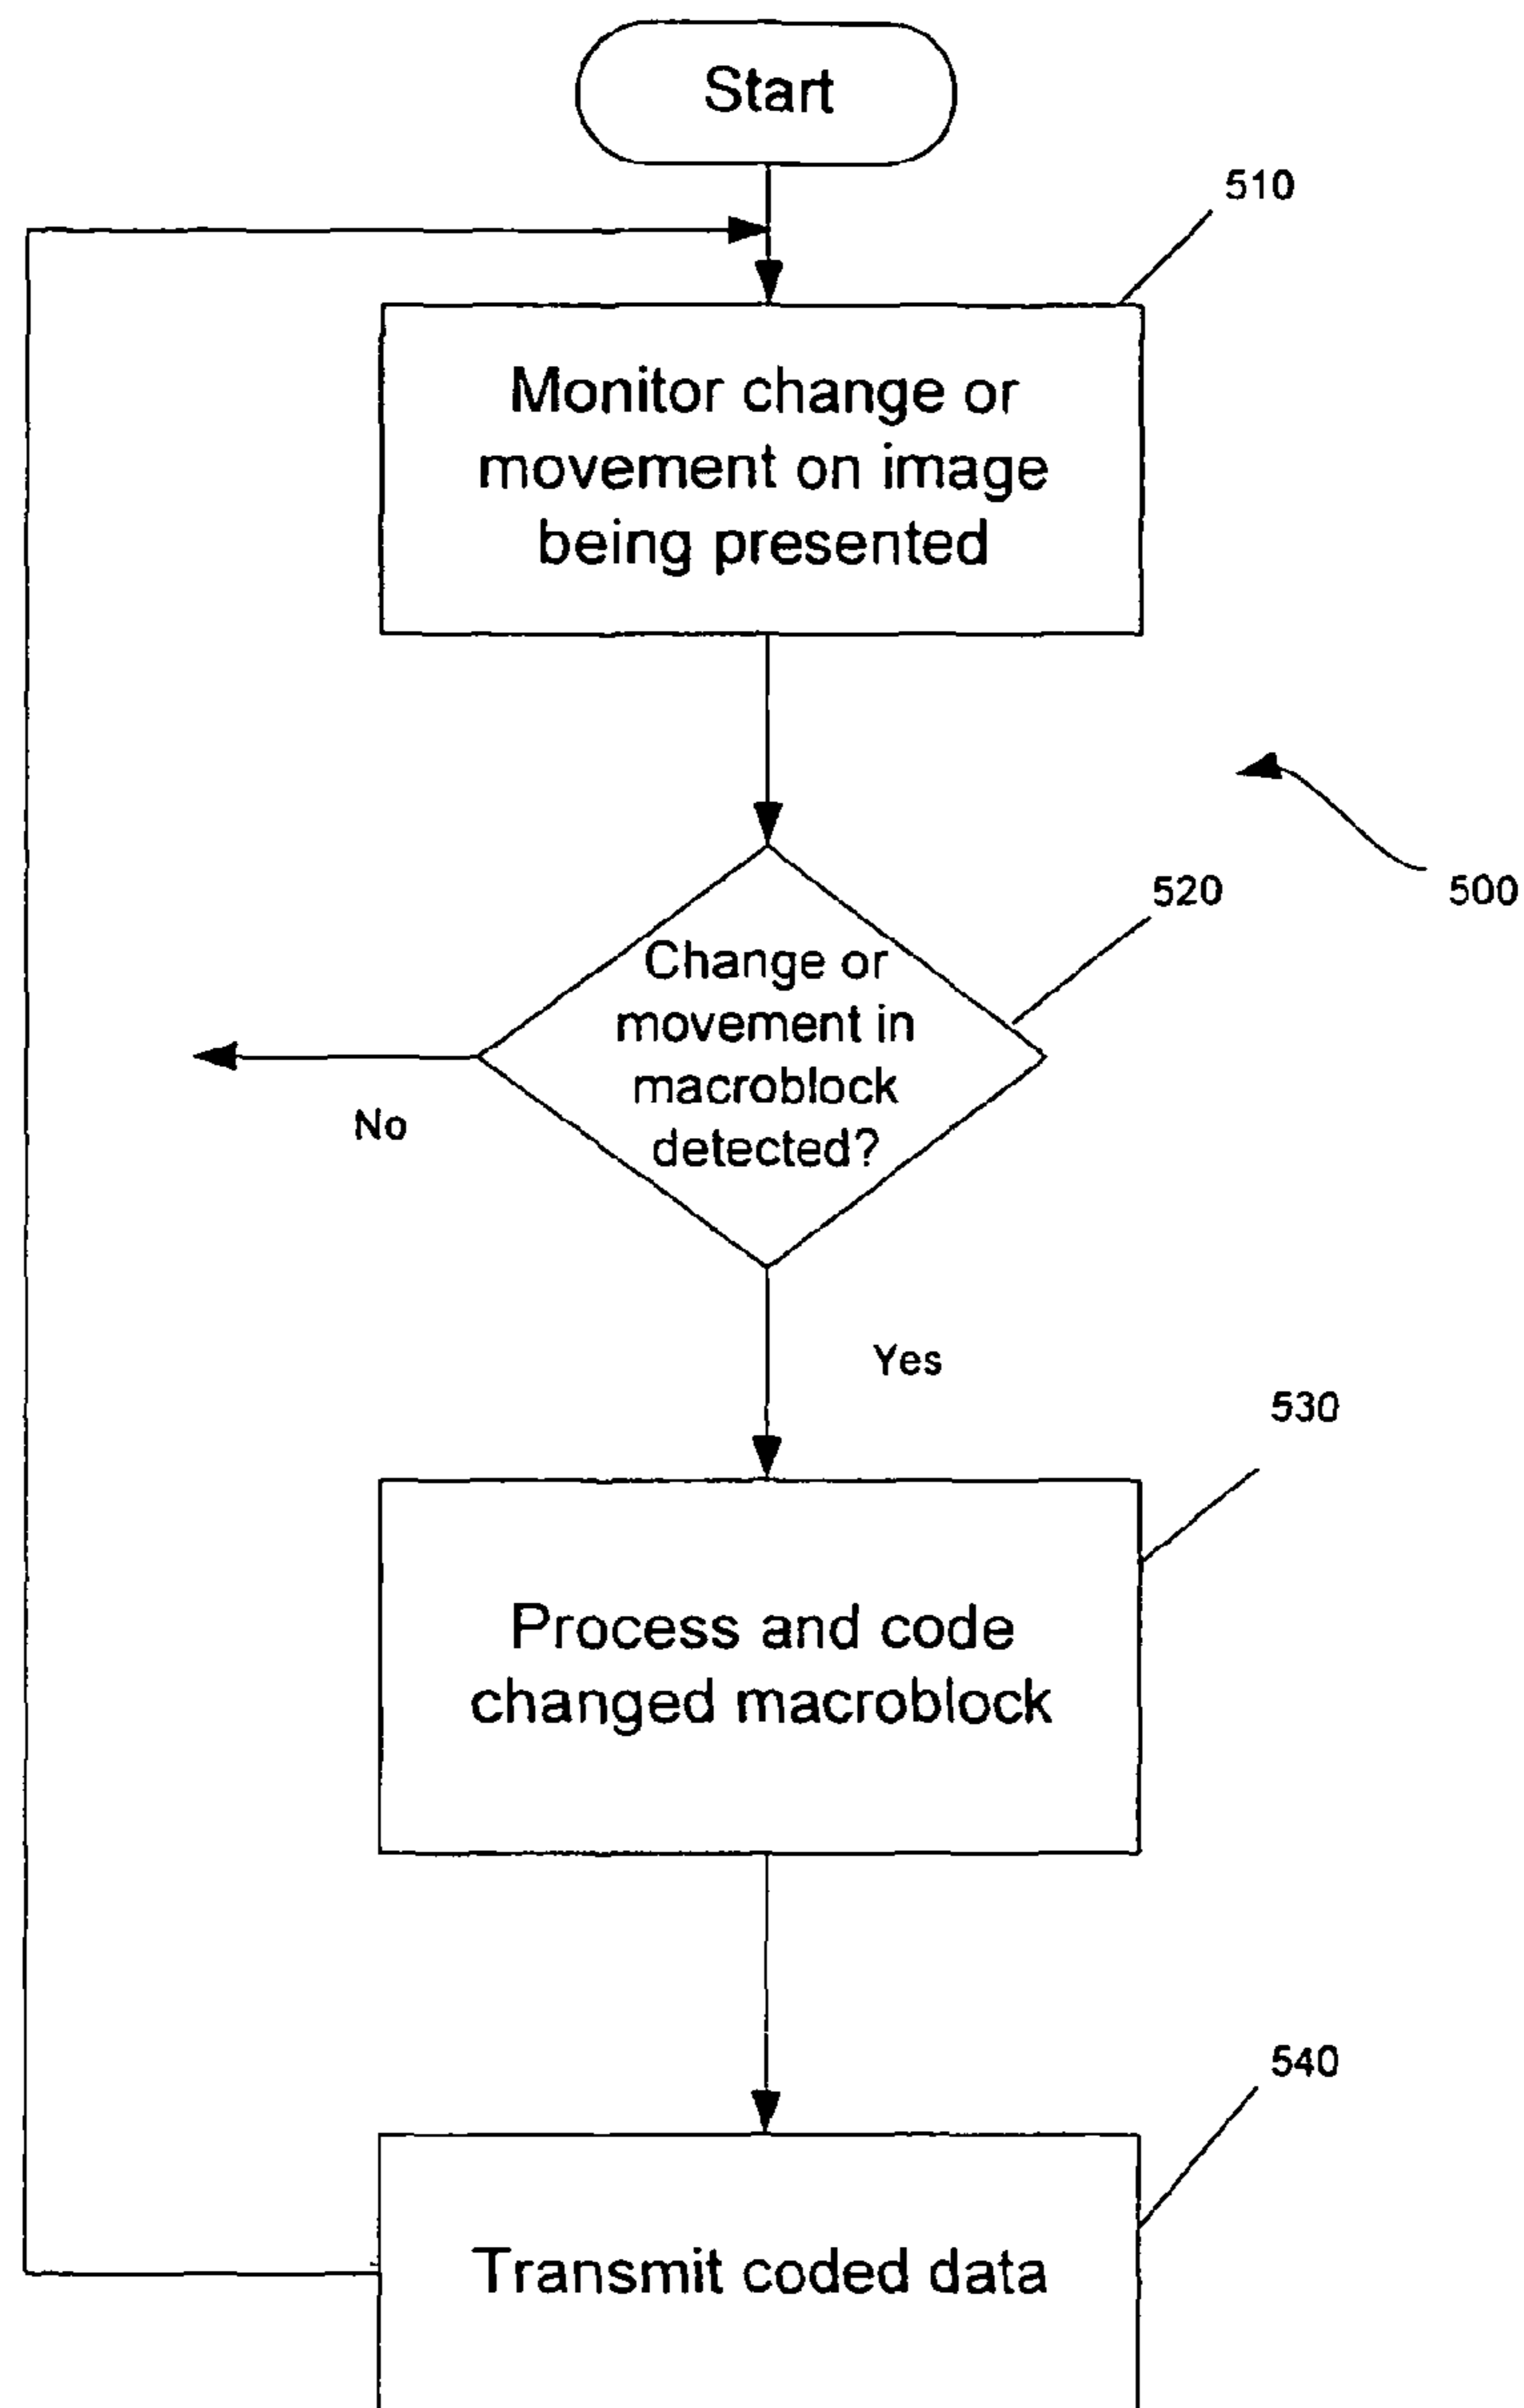 Start
510
Monitor change or
movement on image
being presented
500
520
Change or
movement in
macroblock
detected?
No
Yes
530
Process and code
changed macroblock
540
Transmit coded data